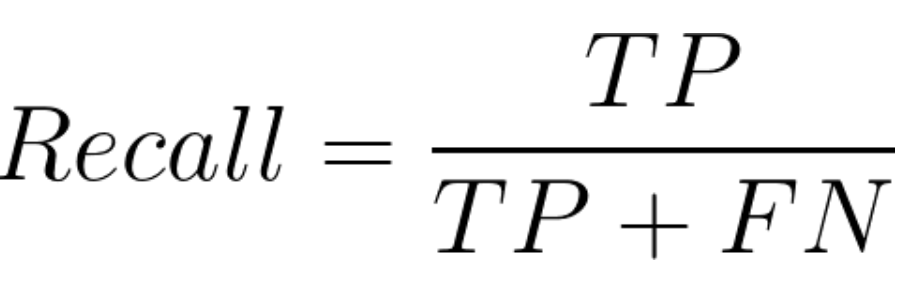 Recall = TP
TP + FN